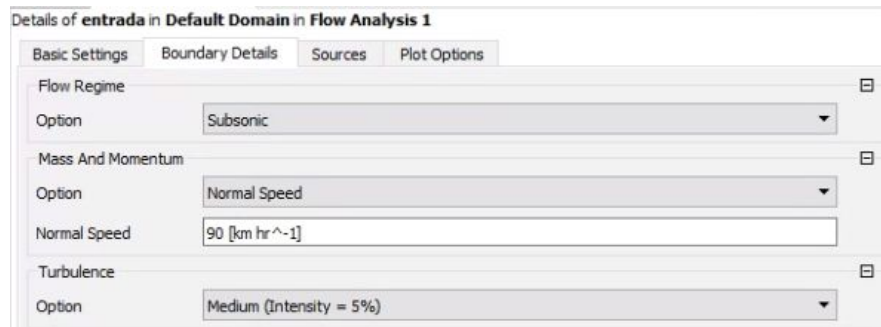 Details of entrada in Default Domain in Flow Analysis 1
Basic Settings Boundary Details Sources Plot Options
Flow Regime
Option Subsonic
Mass And Momentum
Option Normal Speed
Normal Speed 90 [km hr^-1]
Turbulence
Option Medium (Intensity = 5%)